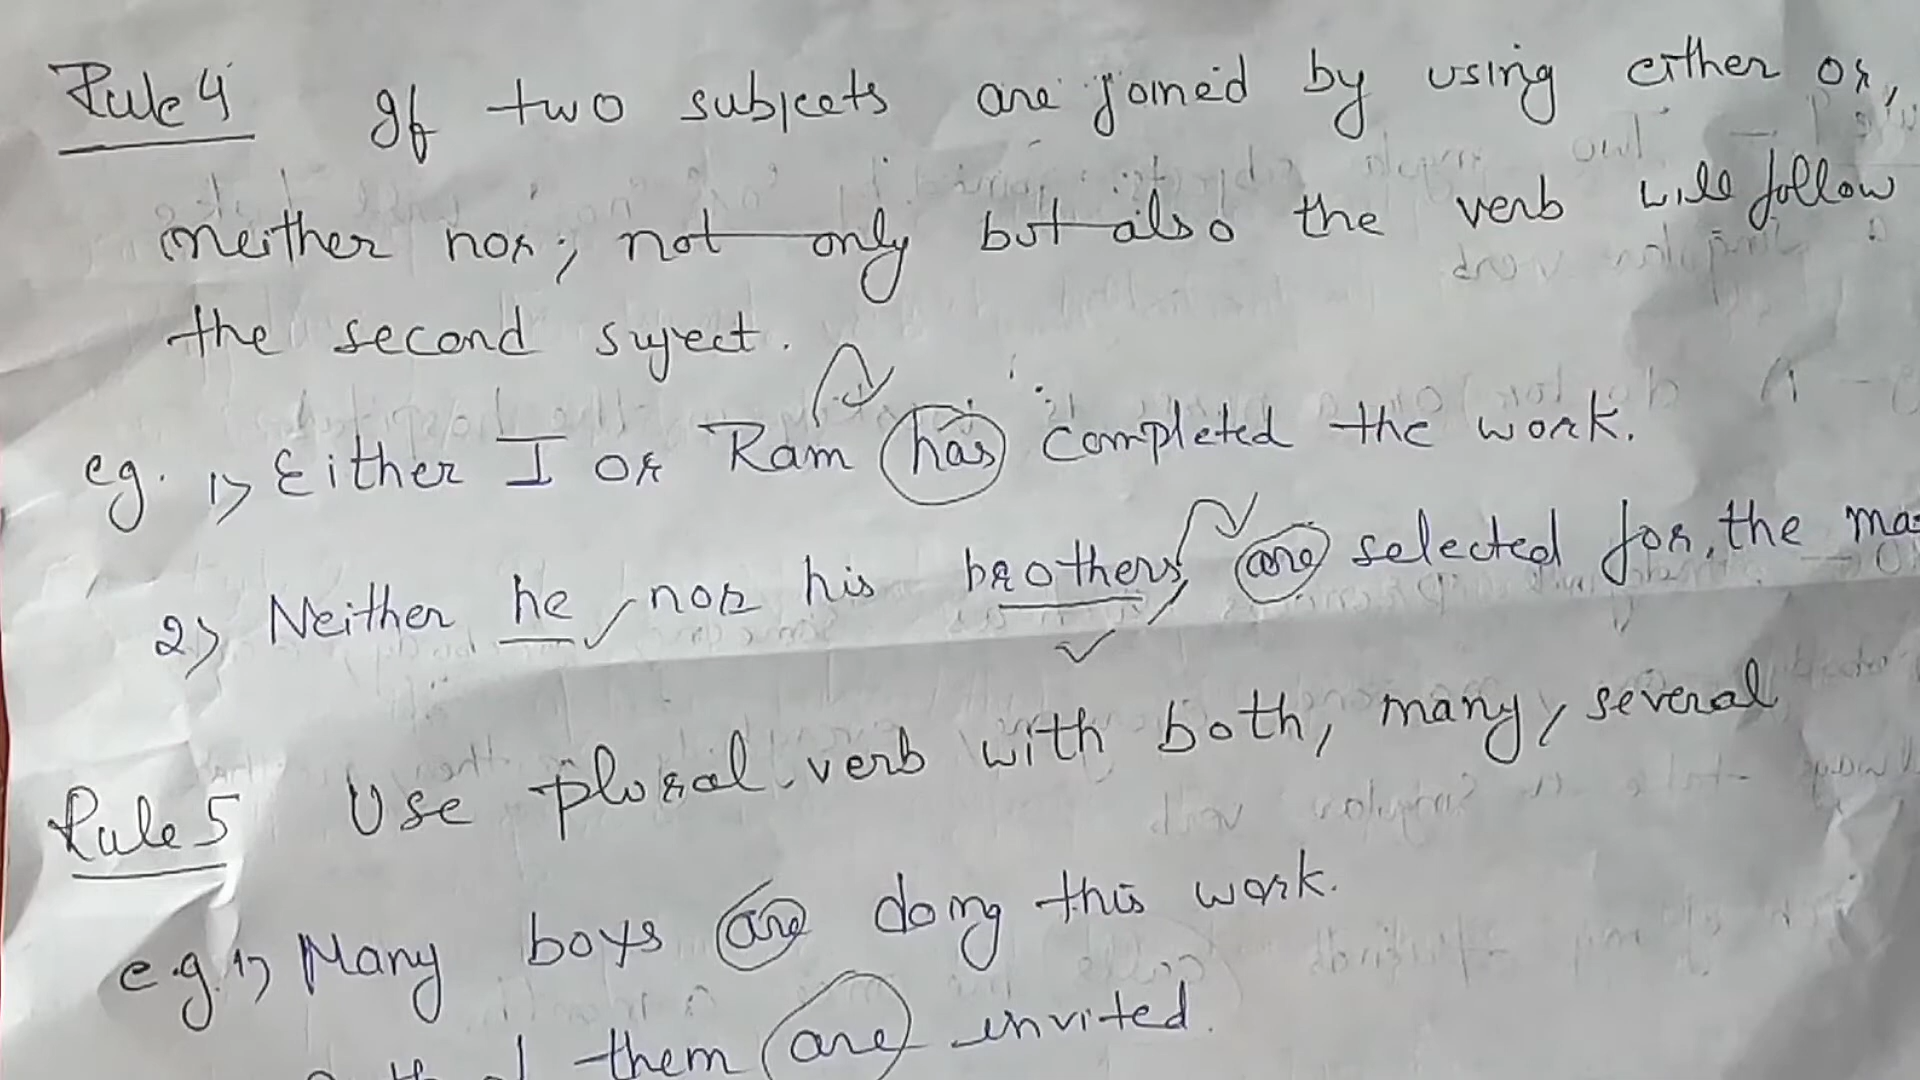 Rule 4 If two subjects are joined by using either or,
neither nor; not only but also the verb will follow
the second suject.
eg. 1) Either I or Ram has completed the work.
2) Neither he nor his brothers are selected for the
Rule 5 Use plural verb with both, many, several
e.g. 1) Many boys are doing this work.
them are invited.